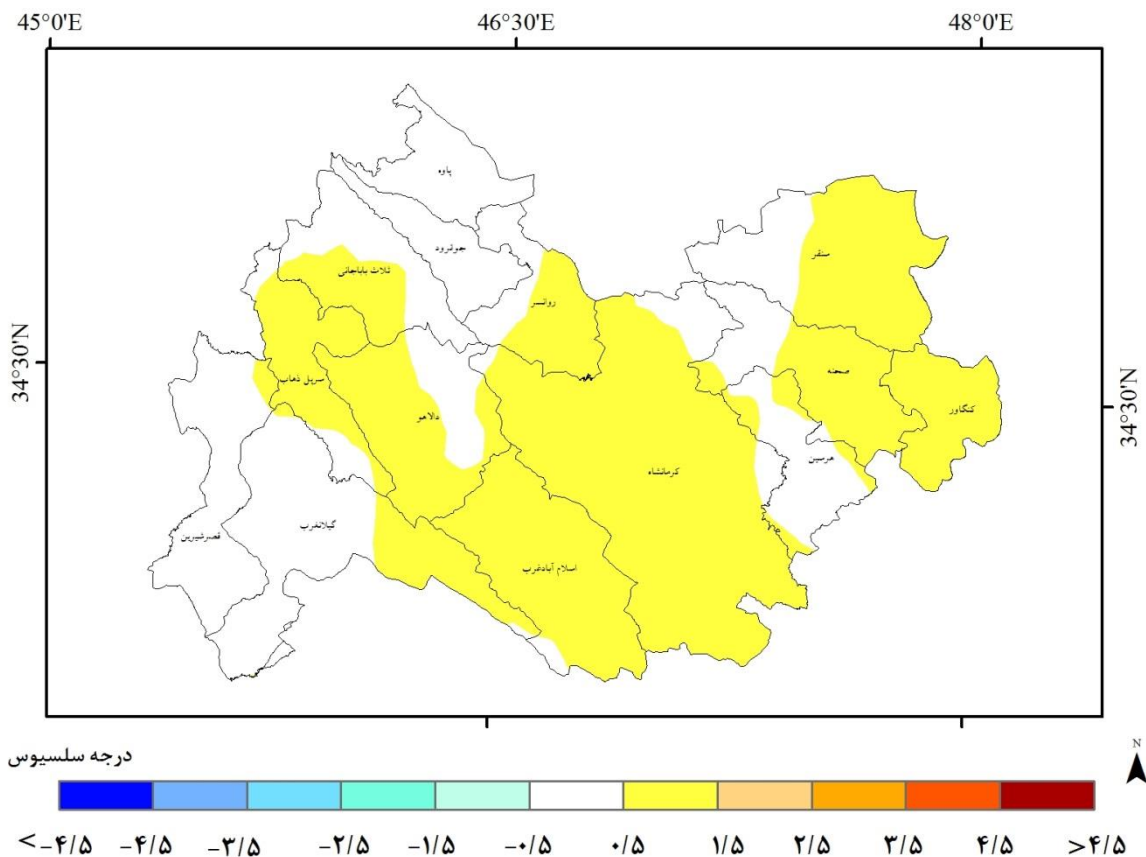 45°0'E 46°30'E 48°0'E
34°30'N
34°30'N
پاوه
جوانرود
ثلاث باباجانی
روانسر
سنقر
سرپل ذهاب
دالاهو
صحنه
کنگاور
هرسین
کرمانشاه
گیلانغرب
قصرشیرین
اسلام آبادغرب
درجه سلسیوس
N
<-۴/۵ -۴/۵ -۳/۵ -۲/۵ -۱/۵ -۰/۵ ۰/۵ ۱/۵ ۲/۵ ۳/۵ ۴/۵ >۴/۵